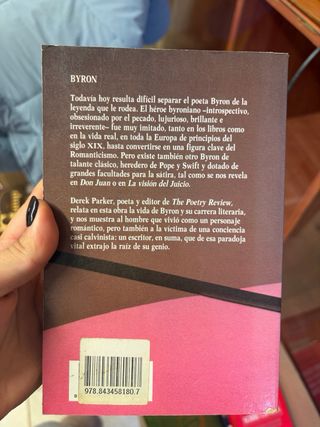 BYRON
Todavía hoy resulta difícil separar el poeta Byron de la
leyenda que le rodea. El héroe byroniano –introspectivo,
obsesionado por el pecado, lujurioso, brillante e
irreverente– fue muy imitado, tanto en los libros como
en la vida real, en toda la Europa de principios del
siglo XIX, hasta convertirse en una figura clave del
Romanticismo. Pero existe también otro Byron de
talante clásico, heredero de Pope y Swift y dotado de
grandes facultades para la sátira, tal como se nos revela
en Don Juan o en La visión del Juicio.
Derek Parker, poeta y editor de The Poetry Review,
relata en esta obra la vida de Byron y su carrera literaria,
y nos muestra al hombre que vivió como un personaje
romántico, pero también a la víctima de una conciencia
casi calvinista: un escritor, en suma, que de esa paradoja
vital extrajo la raíz de su genio.
978.843458180.7